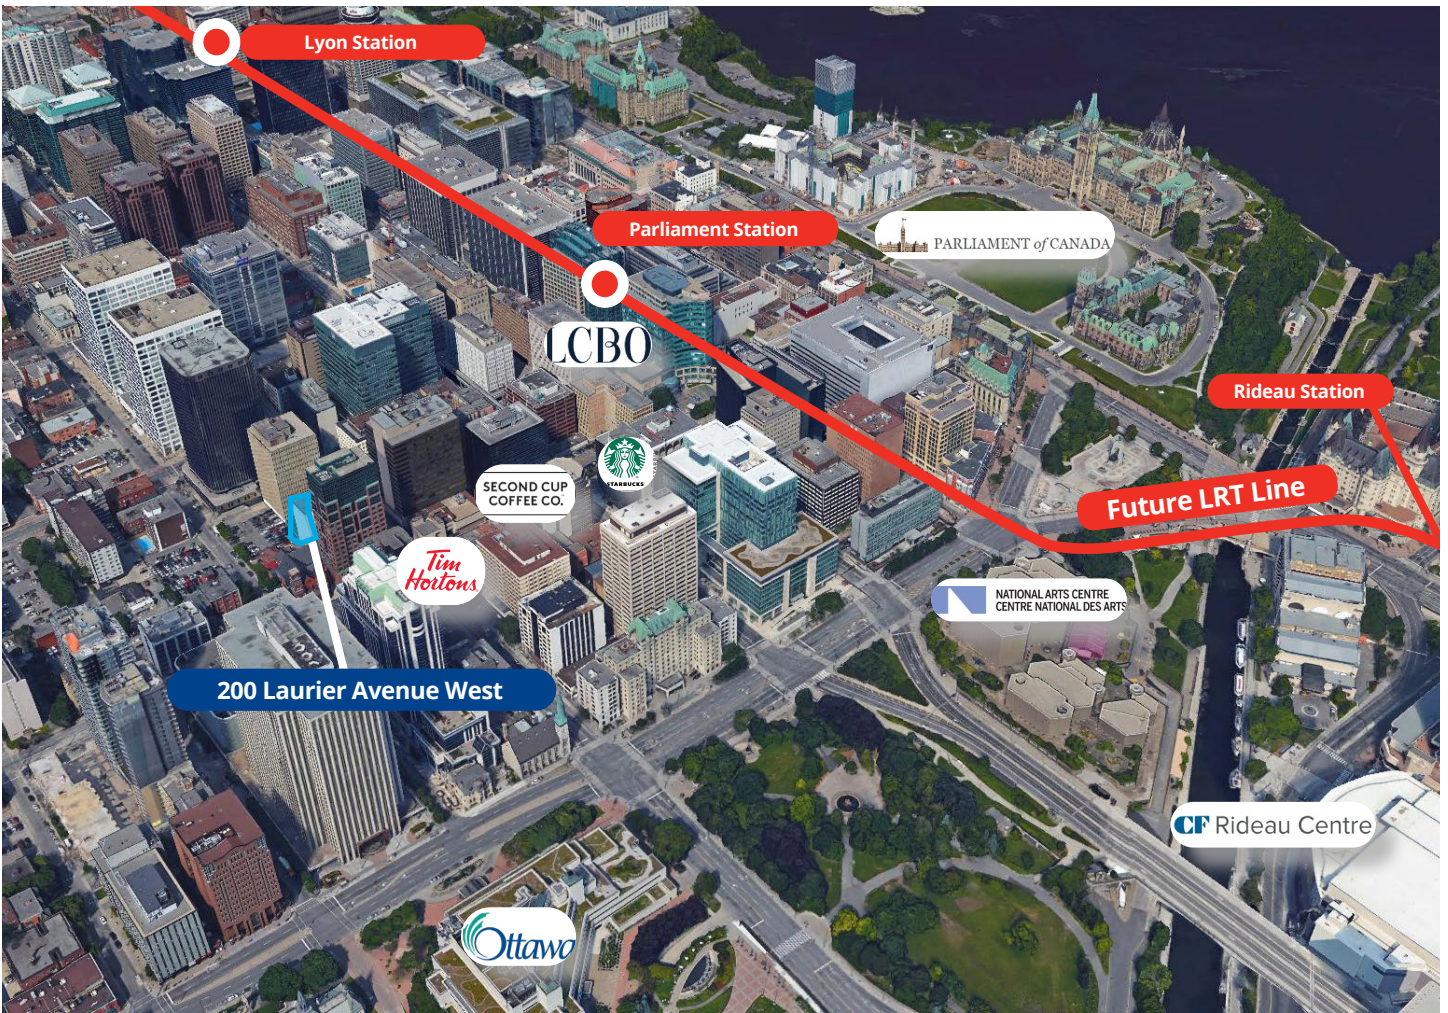 Lyon Station
Parliament Station
PARLIAMENT of CANADA
LCBO
Rideau Station
STARBUCKS
SECOND CUP
COFFEE CO.
Future LRT Line
Tim
Hortons
NATIONAL ARTS CENTRE
CENTRE NATIONAL DES ARTS
200 Laurier Avenue West
CF Rideau Centre
Ottawa